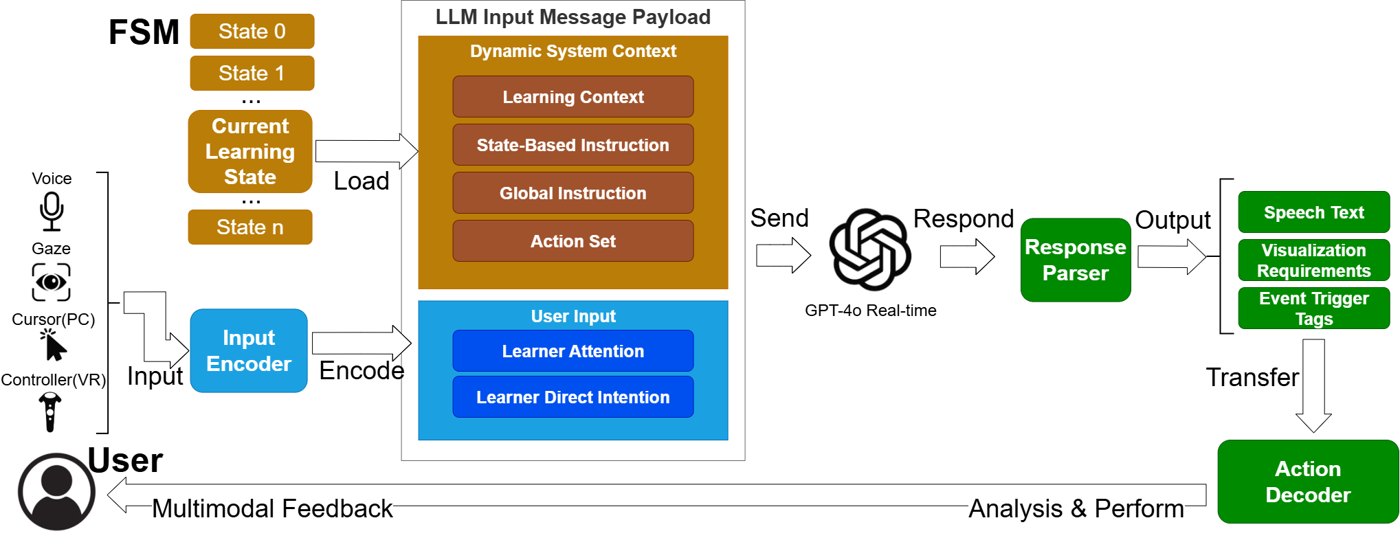 FSM
State 0
State 1
...
Current
Learning
State
...
State n
Load
Voice
Gaze
Cursor(PC)
Controller(VR)
User
Input
Input
Encoder
Encode
LLM Input Message Payload
Dynamic System Context
Learning Context
State-Based Instruction
Global Instruction
Action Set
User Input
Learner Attention
Learner Direct Intention
Send
GPT-4o Real-time
Respond
Response
Parser
Output
Speech Text
Visualization
Requirements
Event Trigger
Tags
Transfer
Action
Decoder
Analysis & Perform
Multimodal Feedback